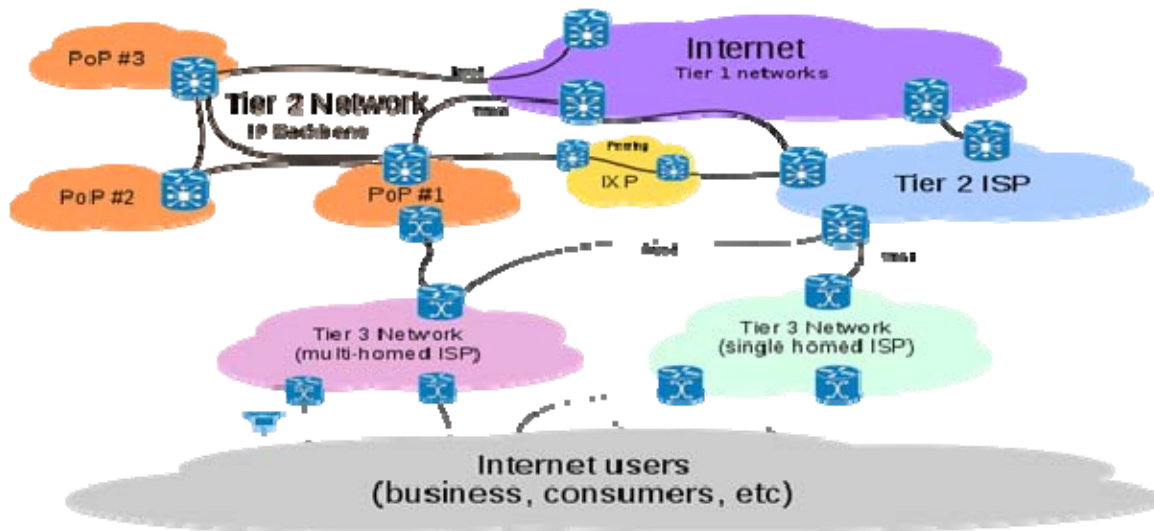 PoP #3
Internet
Tier 1 networks
Tier 2 Network
IP Backbone
Peering
PoP #2
PoP #1
IXP
Tier 2 ISP
Tier 3 Network
(multi-homed ISP)
Tier 3 Network
(single homed ISP)
Internet users
(business, consumers, etc)